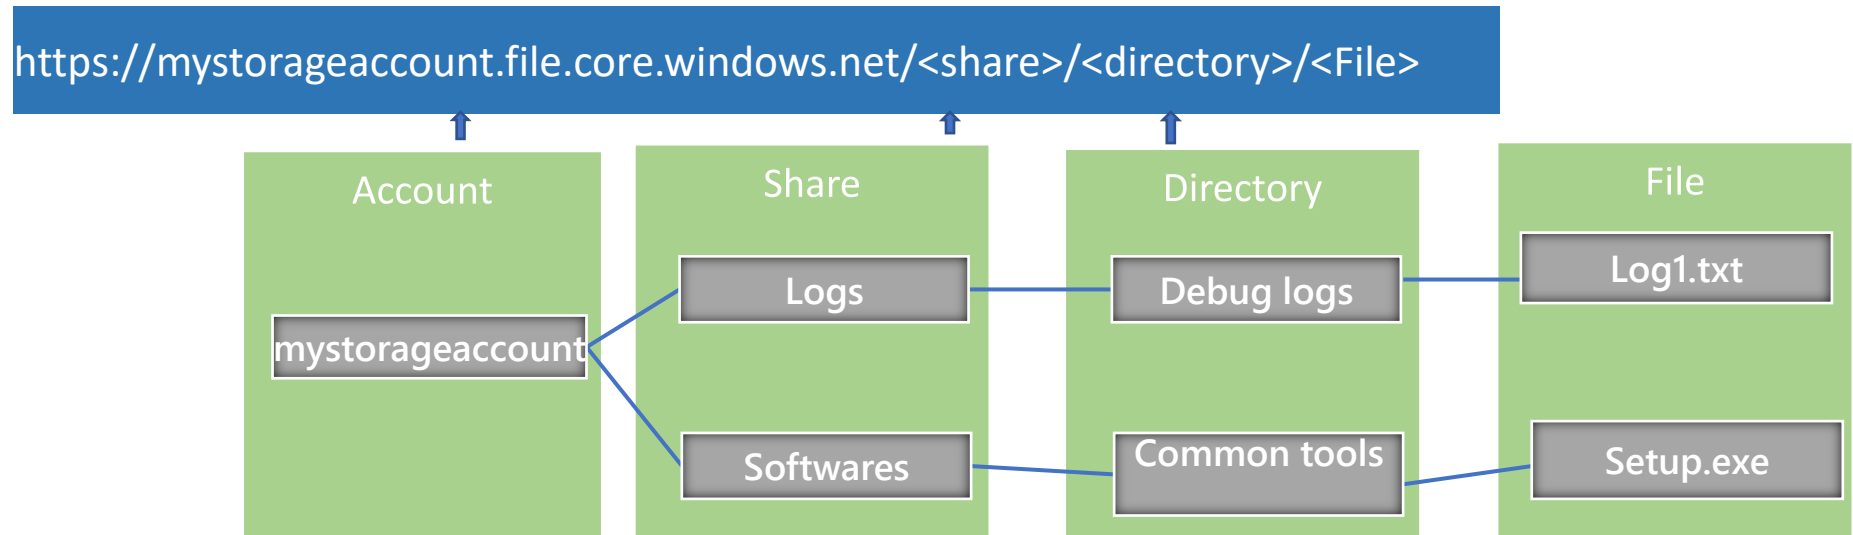 https://mystorageaccount.file.core.windows.net/<share>/<directory>/<File>
Account
Share
Directory
File
Logs
Debug logs
Log1.txt
mystorageaccount
Softwares
Common tools
Setup.exe